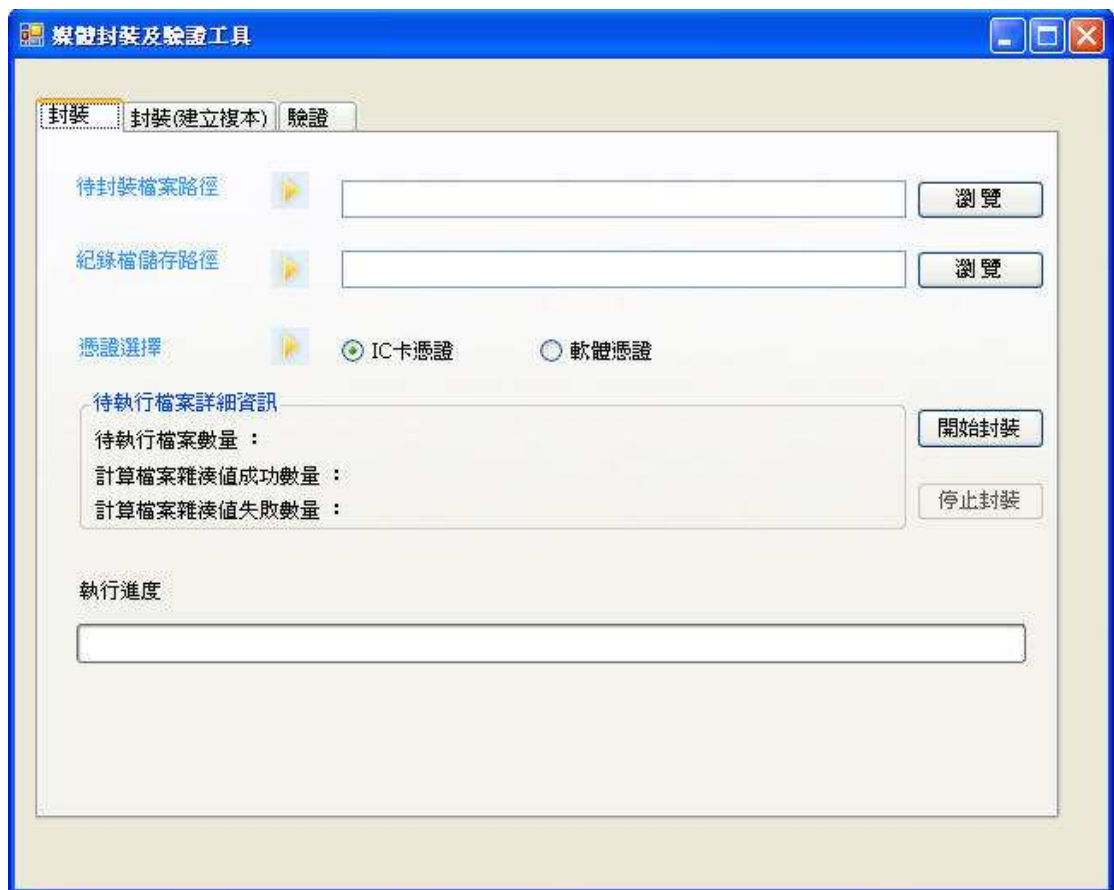 媒體封裝及驗證工具
封裝 封裝(建立複本) 驗證
待封裝檔案路徑 瀏覽
紀錄檔儲存路徑 瀏覽
憑證選擇 IC卡憑證 軟體憑證
待執行檔案詳細資訊
待執行檔案數量：
開始封裝
計算檔案雜湊值成功數量：
計算檔案雜湊值失敗數量：
停止封裝
執行進度